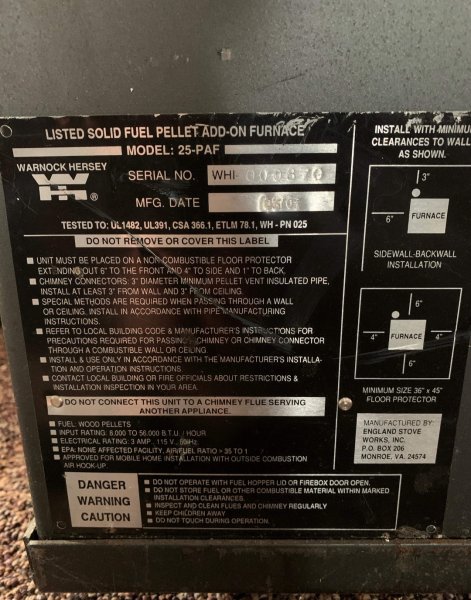 LISTED SOLID FUEL PELLET ADD-ON FURNACE
MODEL: 25-PAF
WARNOCK HERSEY
WH
®
SERIAL NO. WHI-
MFG. DATE
TESTED TO: UL1482, UL391, CSA 366.1, ETLM 78.1, WH - PN 025
DO NOT REMOVE OR COVER THIS LABEL
■ UNIT MUST BE PLACED ON A NON COMBUSTIBLE FLOOR PROTECTOR
EXTENDING OUT 6" TO THE FRONT AND 4" TO SIDE AND 1" TO BACK.
■ CHIMNEY CONNECTORS: 3" DIAMETER MINIMUM PELLET VENT INSULATED PIPE,
INSTALL AT LEAST 3" FROM WALL AND 3" FROM CEILING.
■ SPECIAL METHODS ARE REQUIRED WHEN PASSING THROUGH A WALL
OR CEILING. INSTALL IN ACCORDANCE WITH PIPE MANUFACTURING
INSTRUCTIONS.
■ REFER TO LOCAL BUILDING CODE & MANUFACTURER'S INSTRUCTIONS FOR
PRECAUTIONS REQUIRED FOR PASSING CHIMNEY OR CHIMNEY CONNECTOR
THROUGH A COMBUSTIBLE WALL OR CEILING
■ INSTALL & USE ONLY IN ACCORDANCE WITH THE MANUFACTURER'S INSTALLA-
TION AND OPERATION INSTRUCTIONS.
■ CONTACT LOCAL BUILDING OR FIRE OFFICIALS ABOUT RESTRICTIONS &
INSTALLATION INSPECTION IN YOUR AREA.
DO NOT CONNECT THIS UNIT TO A CHIMNEY FLUE SERVING
ANOTHER APPLIANCE.
■ FUEL: WOOD PELLETS
■ INPUT RATING: 8,000 TO 56,000 B.T.U. / HOUR
■ ELECTRICAL RATING: 3 AMP., 115 V., 60Hz
■ EPA: NONE AFFECTED FACILITY, AIR/FUEL RATIO > 35 TO 1
■ APPROVED FOR MOBILE HOME INSTALLATION WITH OUTSIDE COMBUSTION
AIR HOOK-UP.
DANGER
WARNING
CAUTION
■ DO NOT OPERATE WITH FUEL HOPPER LID OR FIREBOX DOOR OPEN.
■ DO NOT STORE FUEL OR OTHER COMBUSTIBLE MATERIAL WITHIN MARKED
INSTALLATION CLEARANCES.
■ INSPECT AND CLEAN FLUES AND CHIMNEY REGULARLY
■ KEEP CHILDREN AWAY
■ DO NOT TOUCH DURING OPERATION.
INSTALL WITH MINIMUM
CLEARANCES TO WALL
AS SHOWN.
3"
6"
FURNACE
SIDEWALL-BACKWALL
INSTALLATION
6"
4" FURNACE 4"
6"
MINIMUM SIZE 36" x 45"
FLOOR PROTECTOR
MANUFACTURED BY:
ENGLAND STOVE
WORKS, INC.
P.O. BOX 206
MONROE, VA. 24574